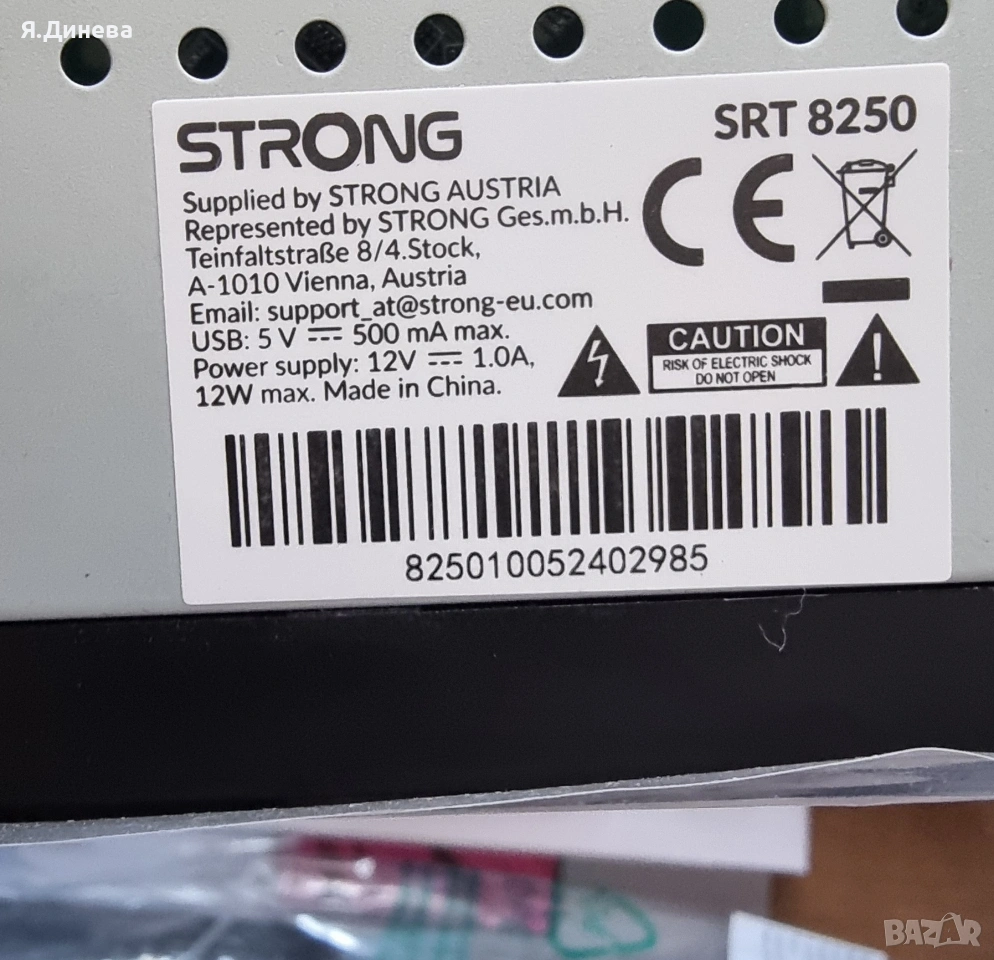 Я.Динева
STRONG
SRT 8250
Supplied by STRONG AUSTRIA
Represented by STRONG Ges.m.b.H.
Teinfaltstraße 8/4.Stock,
A-1010 Vienna, Austria
Email: support_at@strong-eu.com
USB: 5 V ⎓ 500 mA max.
Power supply: 12V ⎓ 1.0A,
12W max. Made in China.
CE
CAUTION
RISK OF ELECTRIC SHOCK
DO NOT OPEN
825010052402985
BAZAR